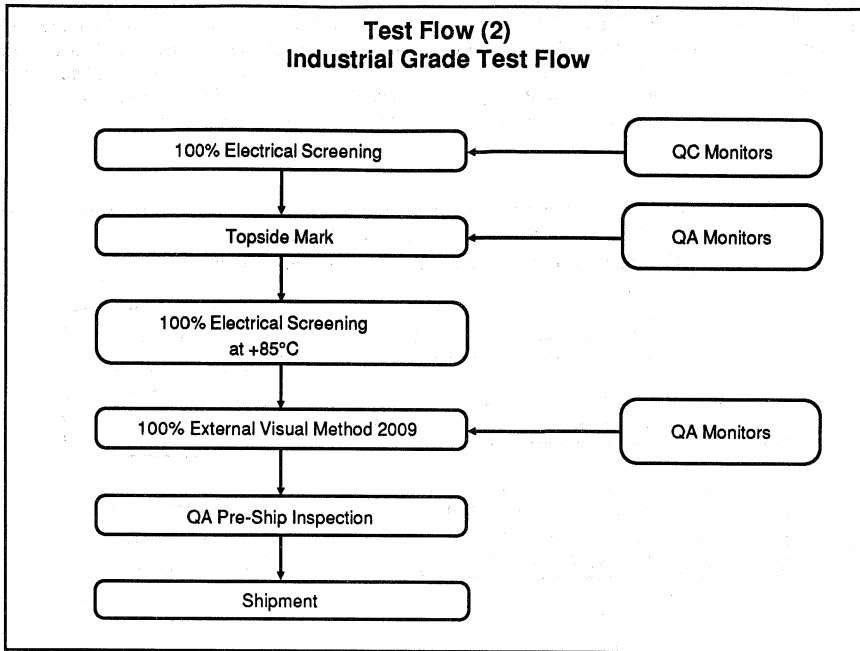 Test Flow (2)
Industrial Grade Test Flow
100% Electrical Screening
QC Monitors
Topside Mark
QA Monitors
100% Electrical Screening
at +85°C
100% External Visual Method 2009
QA Monitors
QA Pre-Ship Inspection
Shipment